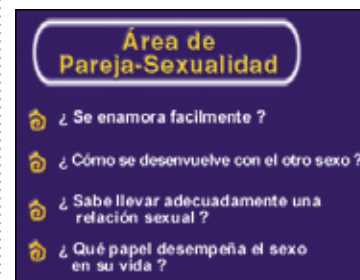 Área de
Pareja-Sexualidad
¿ Se enamora facilmente ?
¿ Cómo se desenvuelve con el otro sexo ?
¿ Sabe llevar adecuadamente una
relación sexual ?
¿ Qué papel desempeña el sexo
en su vida ?